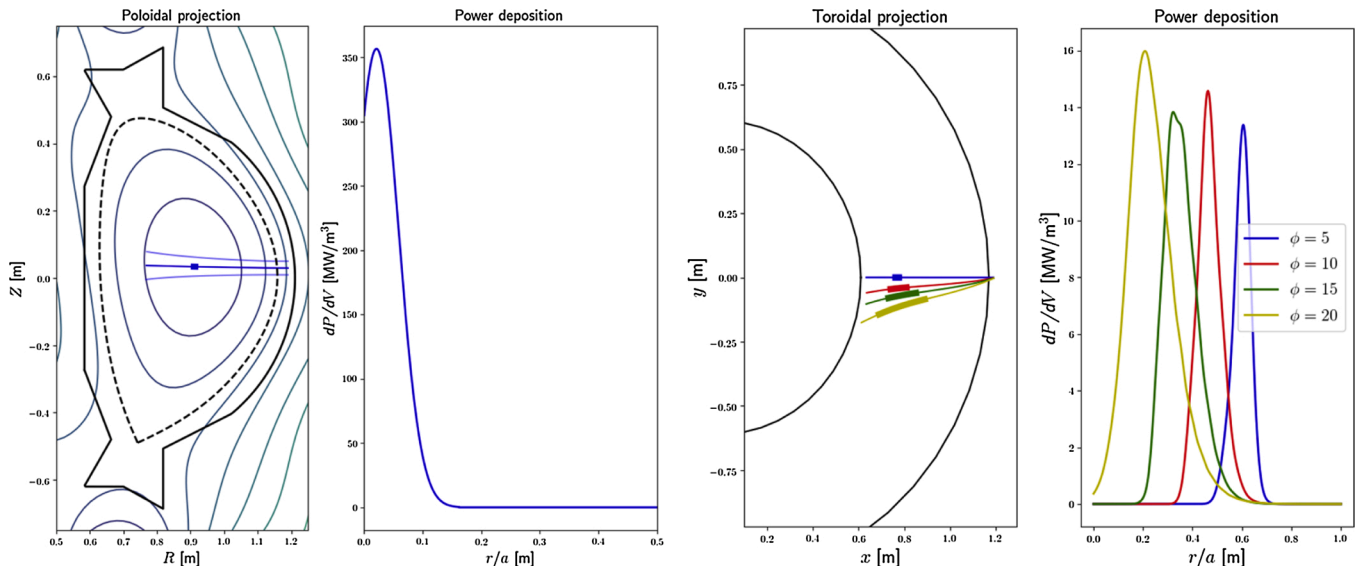 Poloidal projection
0.6
0.4
0.2
0.0
−0.2
−0.4
−0.6
Z [m]
0.5 0.6 0.7 0.8 0.9 1.0 1.1 1.2
R [m]
Power deposition
350
300
250
200
150
100
50
0
dP/dV [MW/m³]
0.0 0.1 0.2 0.3 0.4 0.5
r/a [m]
Toroidal projection
0.75
0.50
0.25
0.00
−0.25
−0.50
−0.75
y [m]
0.2 0.4 0.6 0.8 1.0 1.2
x [m]
Power deposition
16
14
12
10
8
6
4
2
0
dP/dV [MW/m³]
ϕ = 5
ϕ = 10
ϕ = 15
ϕ = 20
0.0 0.2 0.4 0.6 0.8 1.0
r/a [m]